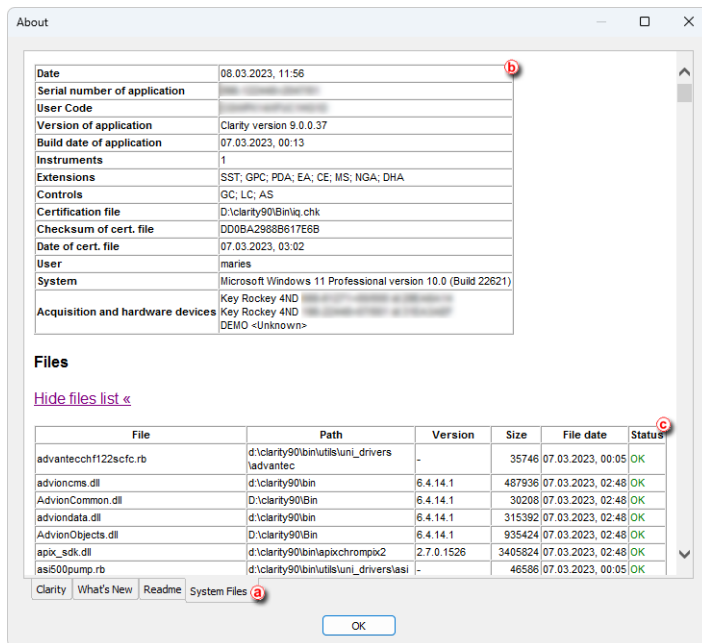 About
b
Date 08.03.2023, 11:56
Serial number of application
User Code
Version of application Clarity version 9.0.0.37
Build date of application 07.03.2023, 00:13
Instruments 1
Extensions SST; GPC; PDA; EA; CE; MS; NGA; DHA
Controls GC; LC; AS
Certification file D:\clarity90\Bin\iq.chk
Checksum of cert. file DD0BA2988B617E6B
Date of cert. file 07.03.2023, 03:02
User maries
System Microsoft Windows 11 Professional version 10.0 (Build 22621)
Acquisition and hardware devices Key Rockey 4ND
Key Rockey 4ND
DEMO <Unknown>
Files
Hide files list «
c
File Path Version Size File date Status
advantecchf122scfc.rb d:\clarity90\bin\utils\uni_drivers
\advantec - 35746 07.03.2023, 00:05 OK
advioncms.dll d:\clarity90\bin 6.4.14.1 487936 07.03.2023, 02:48 OK
AdvionCommon.dll D:\clarity90\Bin 6.4.14.1 30208 07.03.2023, 02:48 OK
adviondata.dll d:\clarity90\bin 6.4.14.1 315392 07.03.2023, 02:48 OK
AdvionObjects.dll D:\clarity90\Bin 6.4.14.1 935424 07.03.2023, 02:48 OK
apix_sdk.dll d:\clarity90\bin\apixchrompix2 2.7.0.1526 3405824 07.03.2023, 02:48 OK
asi500pump.rb d:\clarity90\bin\utils\uni_drivers\asi - 46586 07.03.2023, 00:05 OK
Clarity What's New Readme System Files a
OK